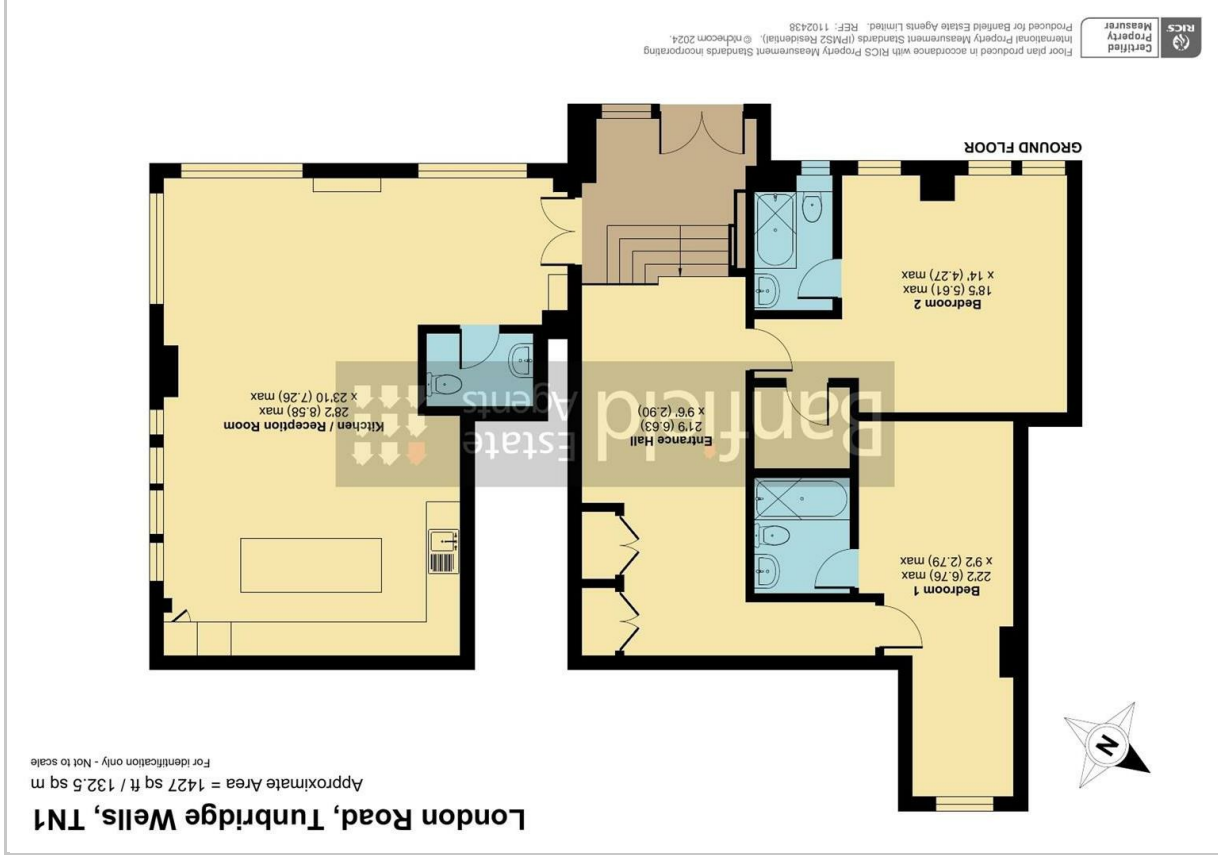 London Road, Tunbridge Wells, TN1
Approximate Area = 1427 sq ft / 132.5 sq m
For identification only - Not to scale
N
Bedroom 1
22'2 (6.76) max
x 9'2 (2.79) max
Entrance Hall
21'9 (6.63)
x 9'6' (2.90)
Kitchen / Reception Room
28'2 (8.58) max
x 23'10 (7.26) max
Banfield
Estate
Agents
Bedroom 2
18'5 (5.61) max
x 14' (4.27) max
GROUND FLOOR
RICS
Certified
Property
Measurer
Floor plan produced in accordance with RICS Property Measurement Standards incorporating
International Property Measurement Standards (IPMS2 Residential). © nichecom 2024.
Produced for Banfield Estate Agents Limited. REF: 1102438